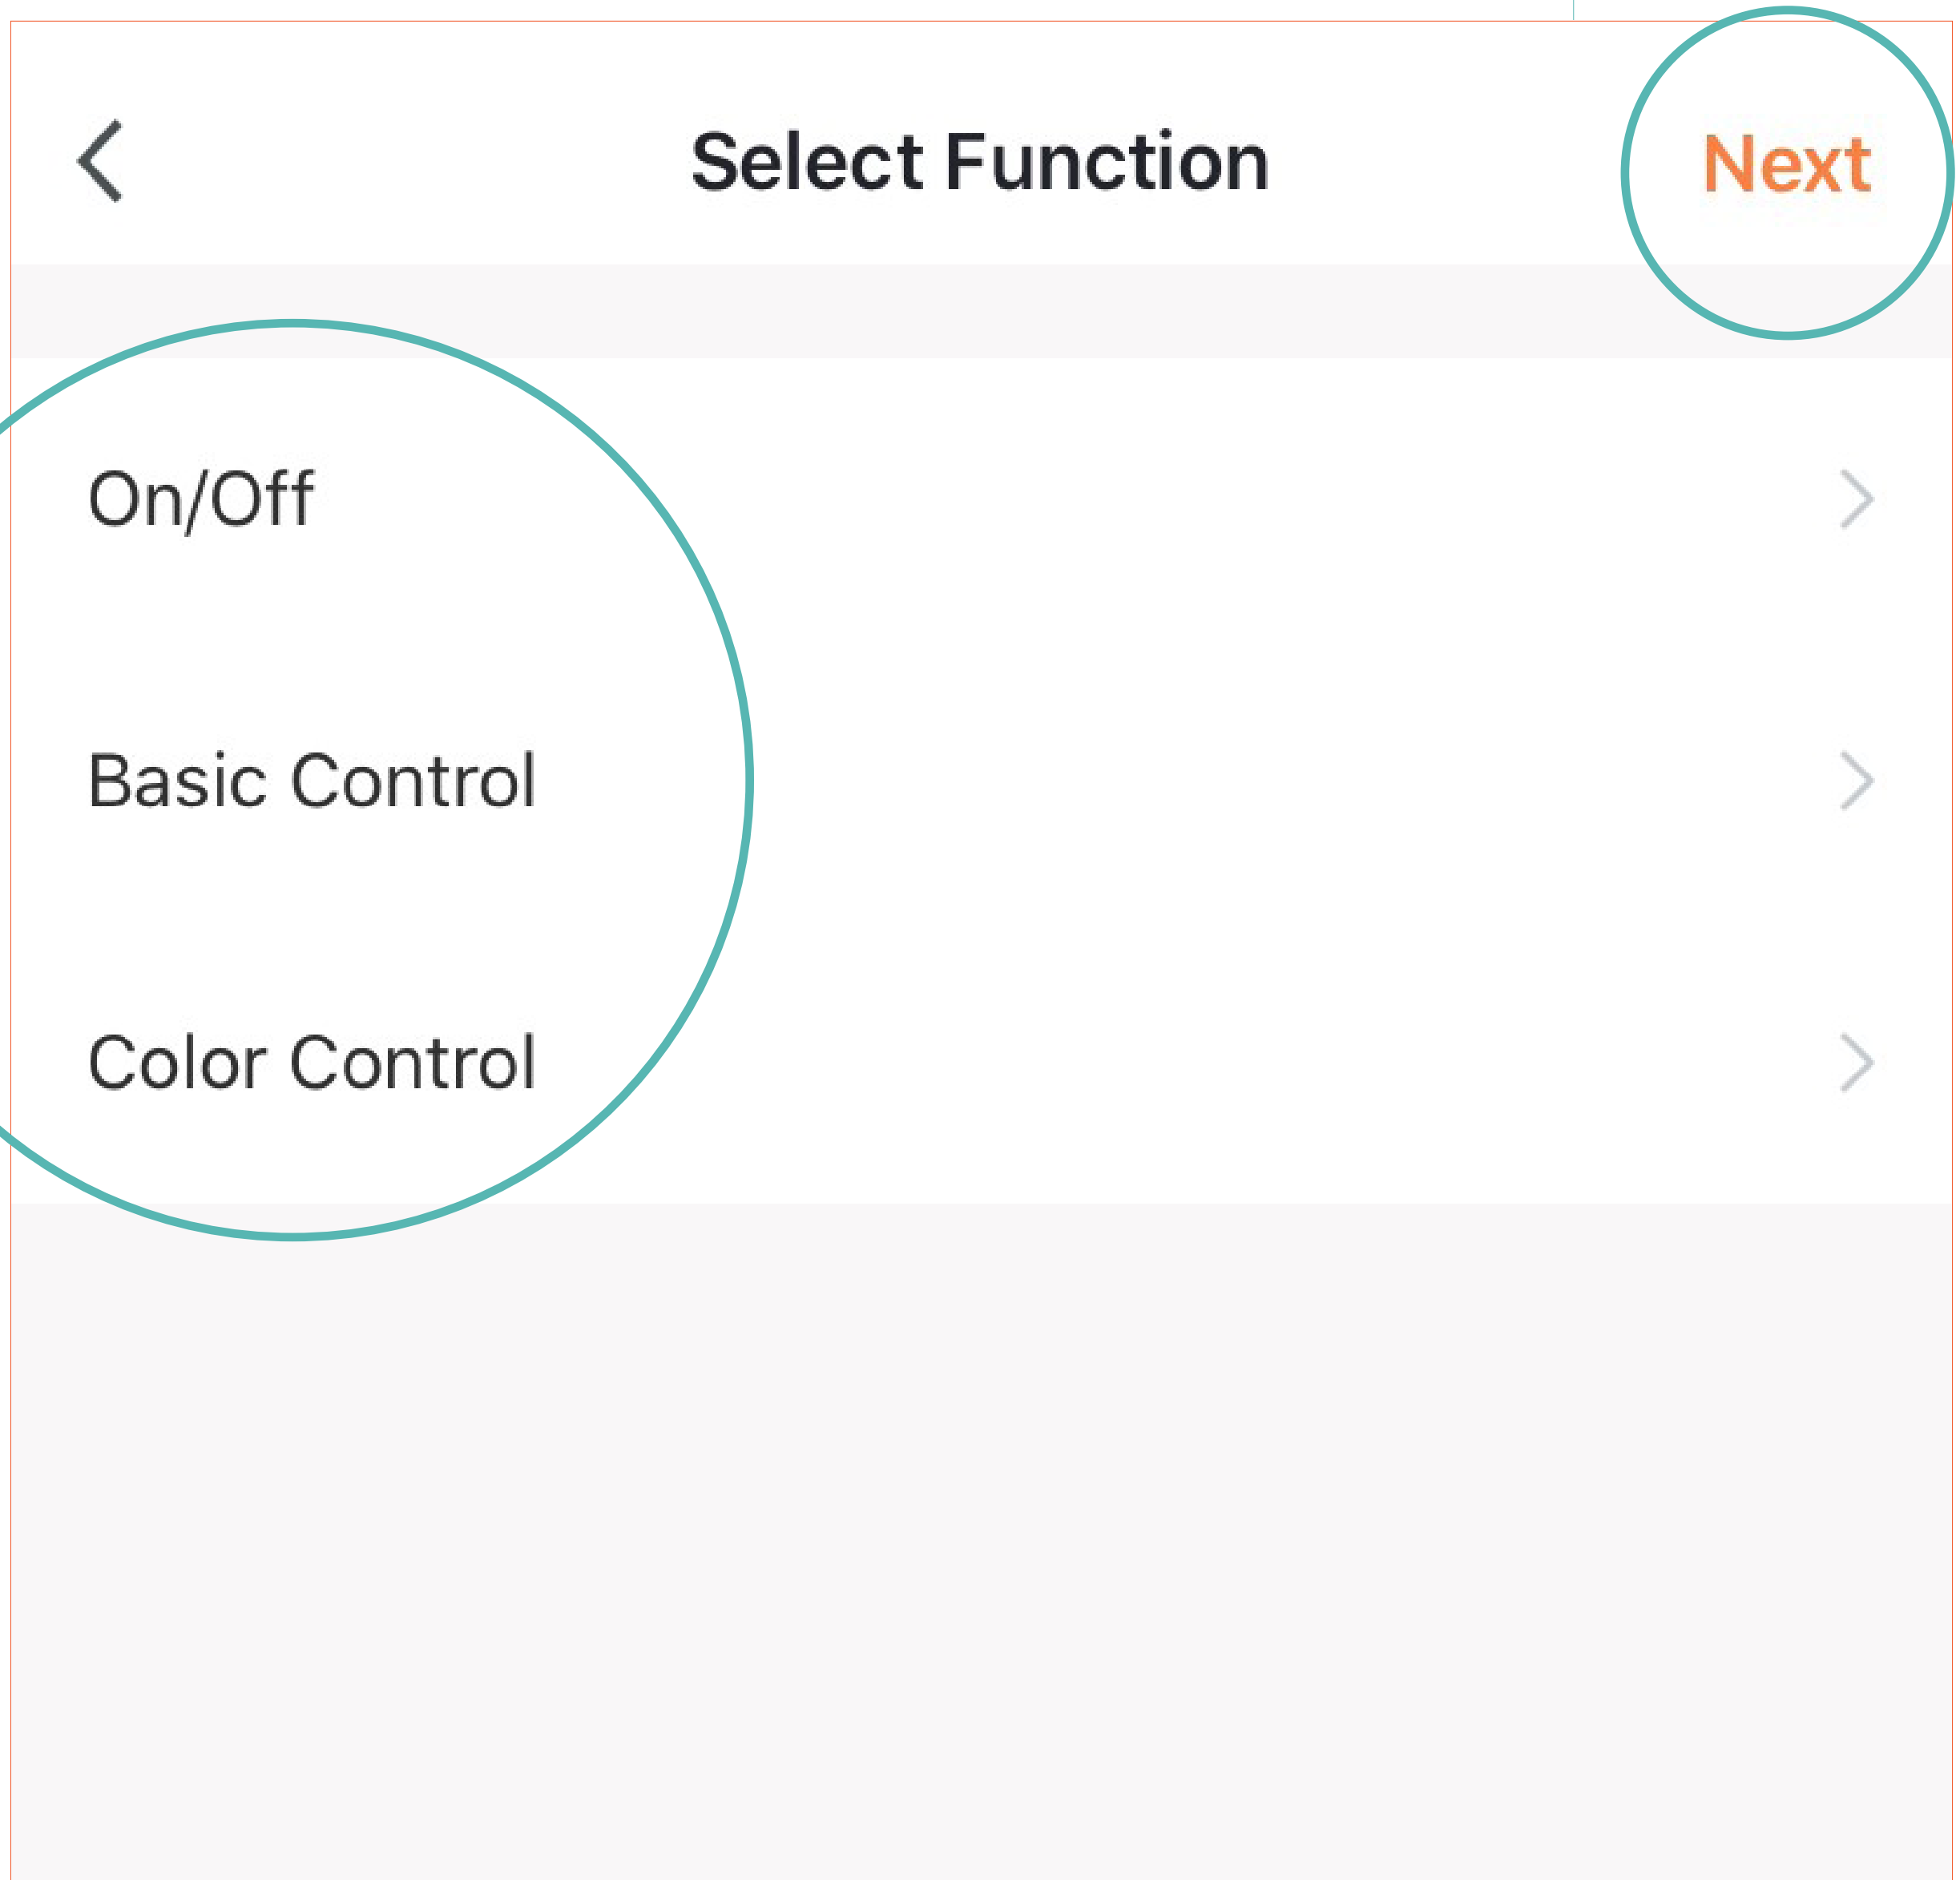 Select Function
Next
On/Off
Basic Control
Color Control